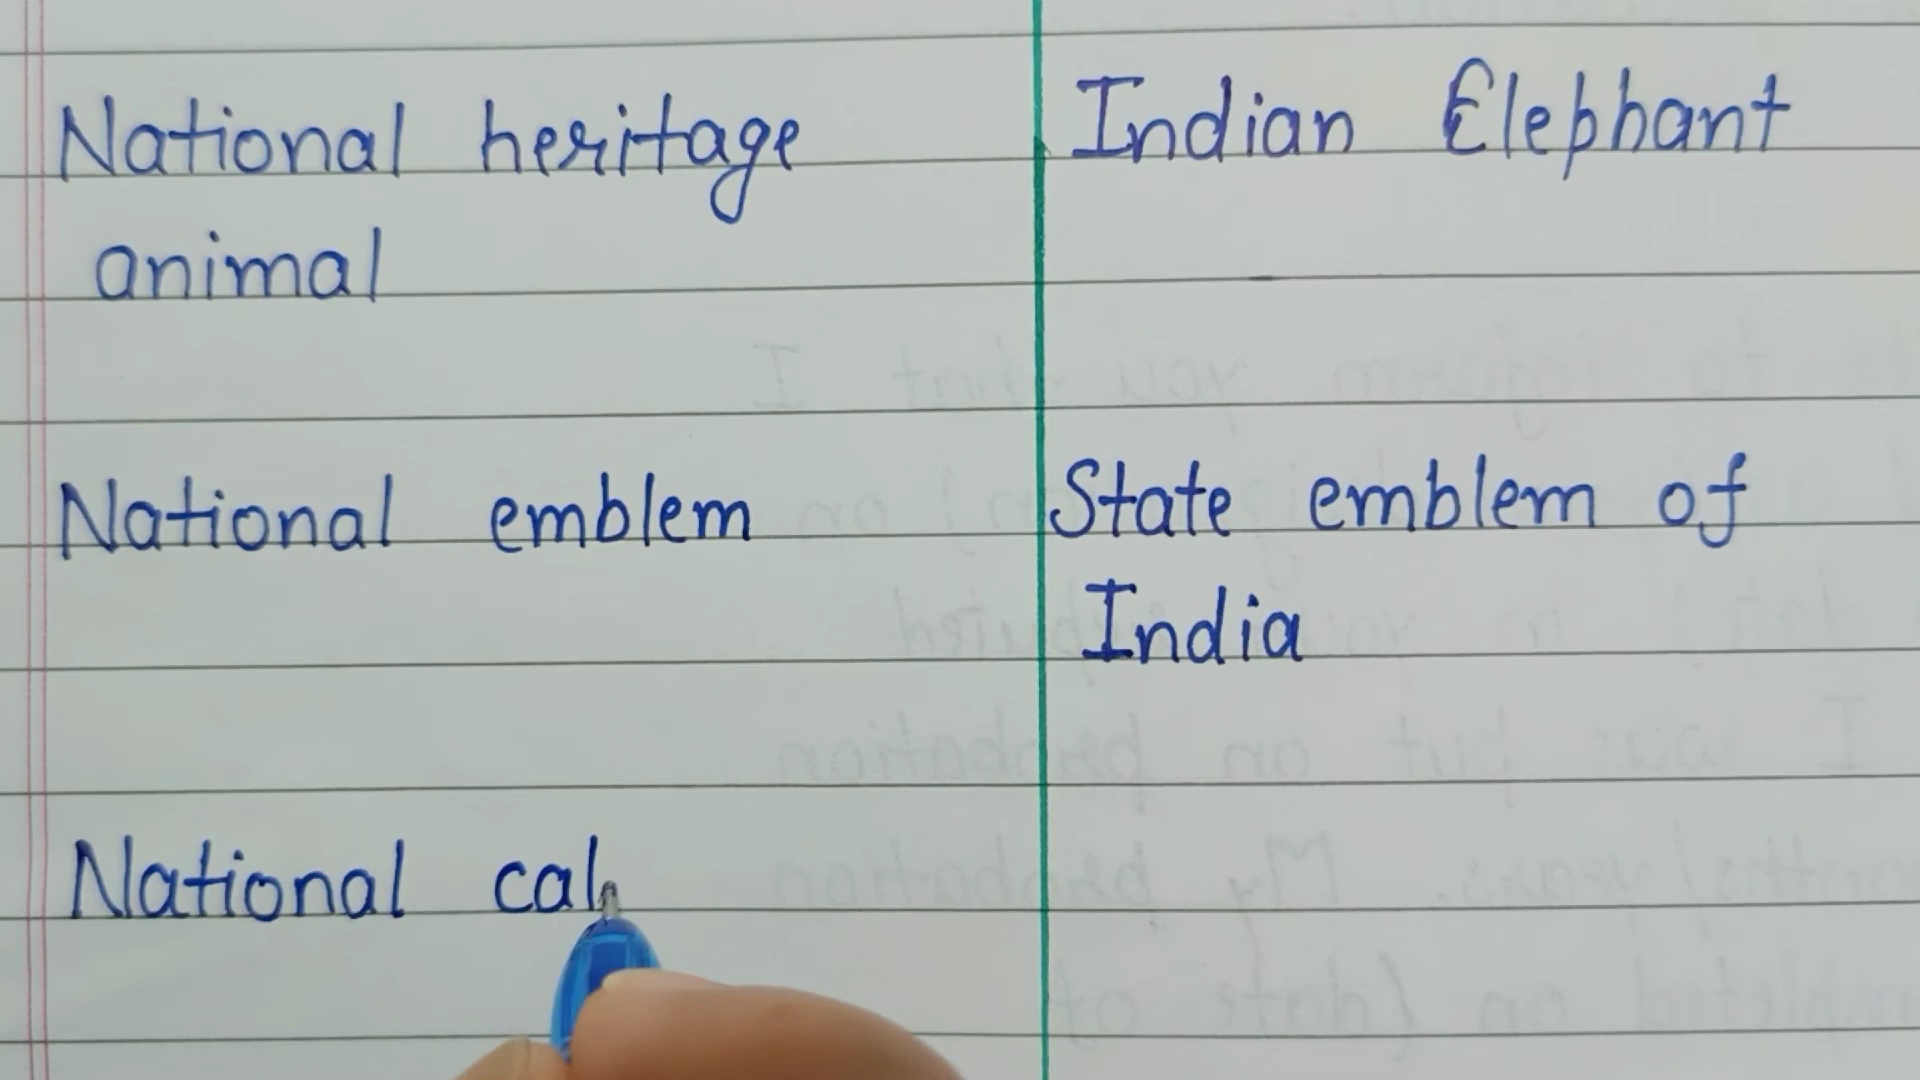 National heritage
animal
Indian Elephant
National emblem
State emblem of
India
National cal